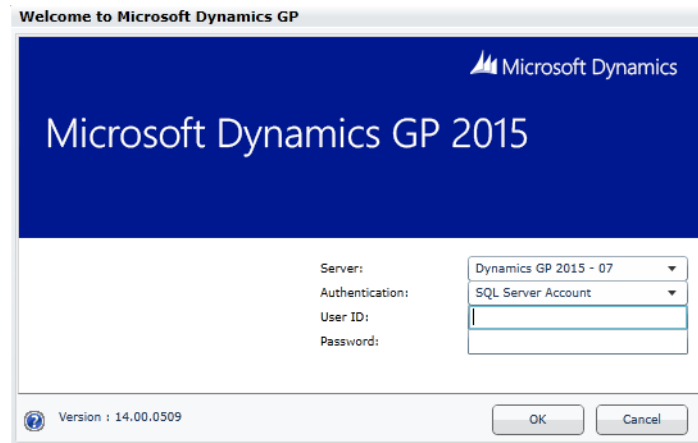 Welcome to Microsoft Dynamics GP
Microsoft Dynamics
Microsoft Dynamics GP 2015
Server: Dynamics GP 2015 - 07
Authentication: SQL Server Account
User ID:
Password:
? Version : 14.00.0509 OK Cancel